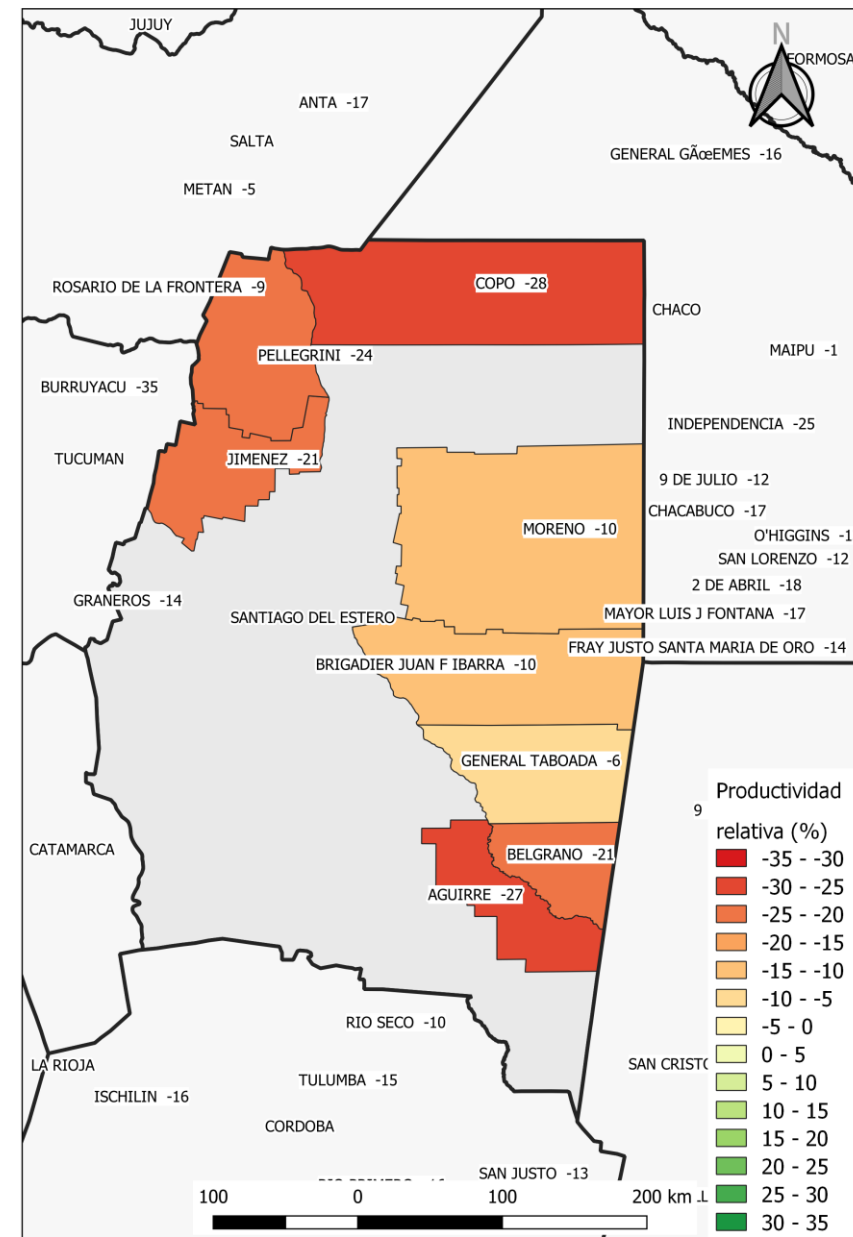 JUJUY
N
FORMOSA
ANTA -17
SALTA
GENERAL GÃœEMES -16
METAN -5
ROSARIO DE LA FRONTERA -9
COPO -28
CHACO
PELLEGRINI -24
MAIPU -1
BURRUYACU -35
INDEPENDENCIA -25
TUCUMAN
JIMENEZ -21
9 DE JULIO -12
CHACABUCO -17
MORENO -10
O'HIGGINS -1
SAN LORENZO -12
2 DE ABRIL -18
GRANEROS -14
SANTIAGO DEL ESTERO
MAYOR LUIS J FONTANA -17
FRAY JUSTO SANTA MARIA DE ORO -14
BRIGADIER JUAN F IBARRA -10
GENERAL TABOADA -6
9
CATAMARCA
BELGRANO -21
AGUIRRE -27
RIO SECO -10
LA RIOJA
TULUMBA -15
ISCHILIN -16
SAN CRISTO
CORDOBA
SAN JUSTO -13
Productividad
relativa (%)
-35 - -30
-30 - -25
-25 - -20
-20 - -15
-15 - -10
-10 - -5
-5 - 0
0 - 5
5 - 10
10 - 15
15 - 20
20 - 25
25 - 30
30 - 35
100 0 100 200 km